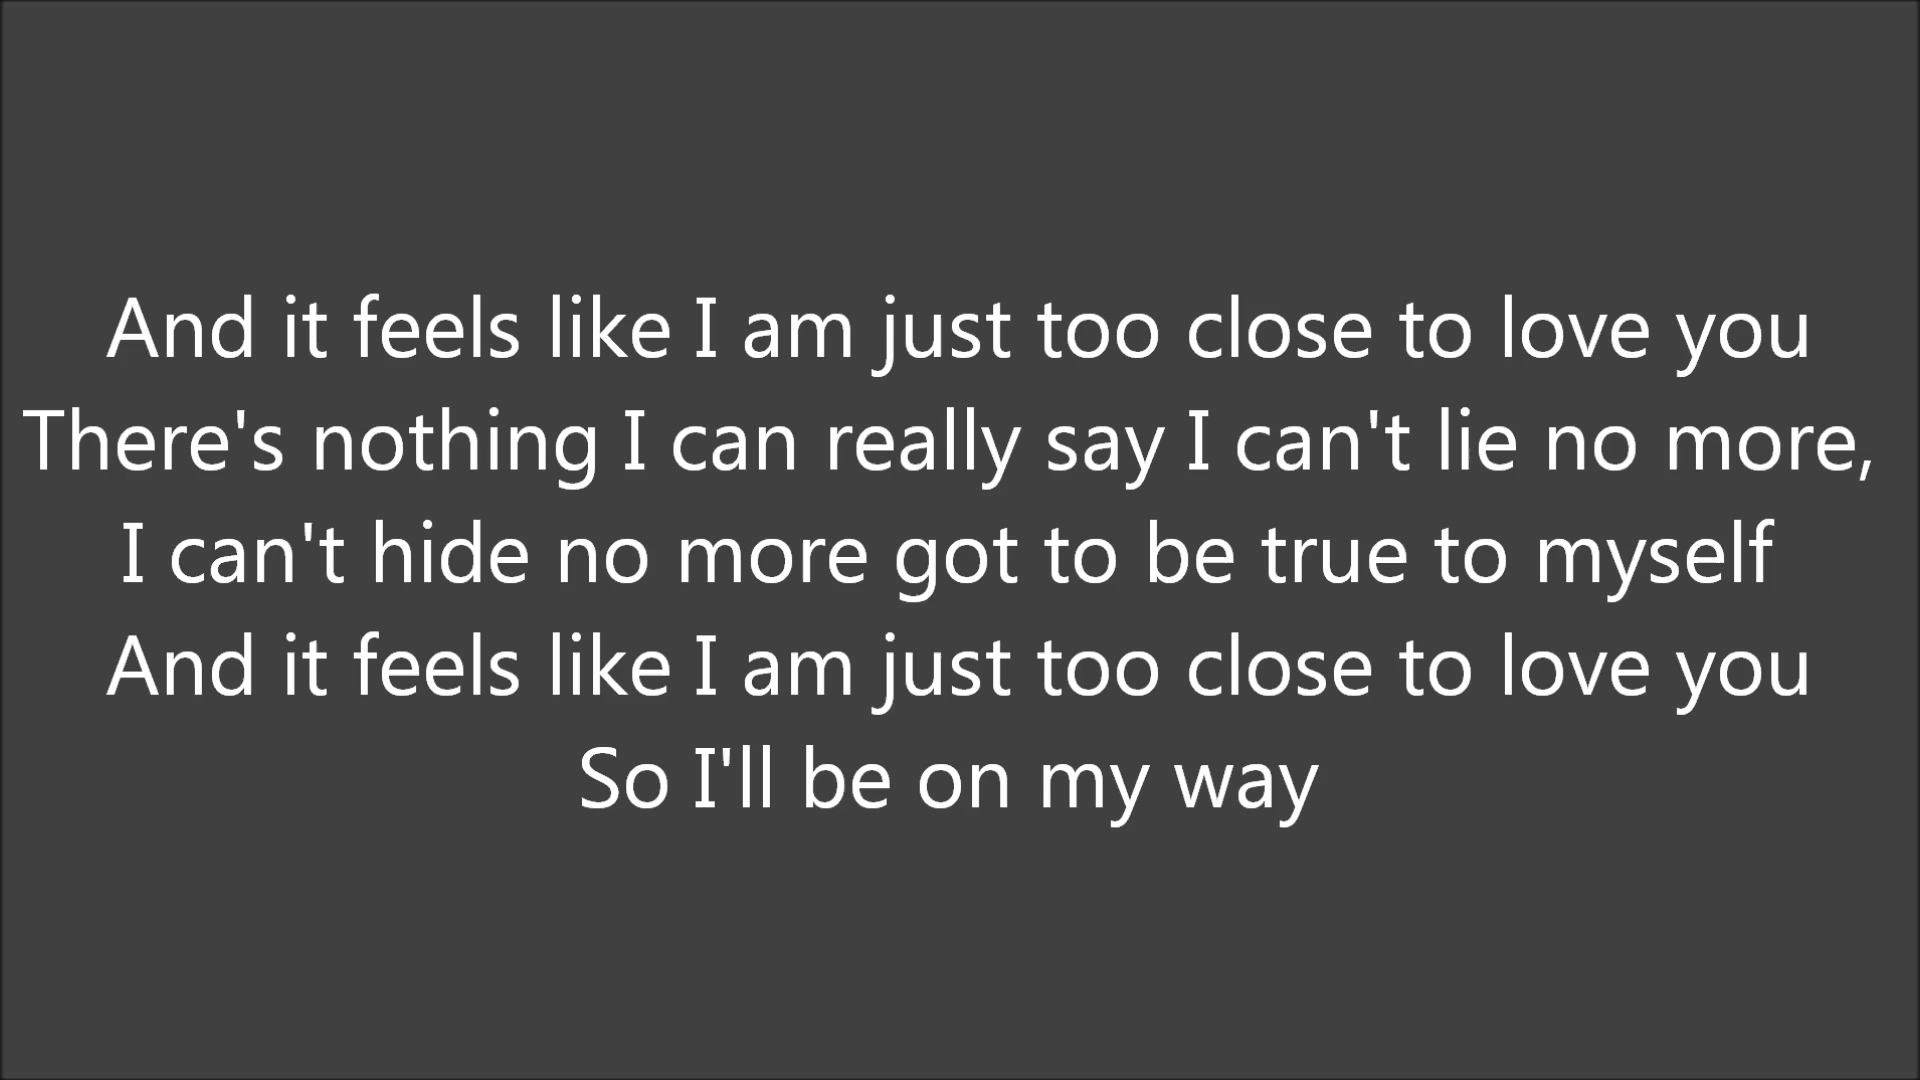 And it feels like I am just too close to love you
There's nothing I can really say I can't lie no more,
I can't hide no more got to be true to myself
And it feels like I am just too close to love you
So I'll be on my way